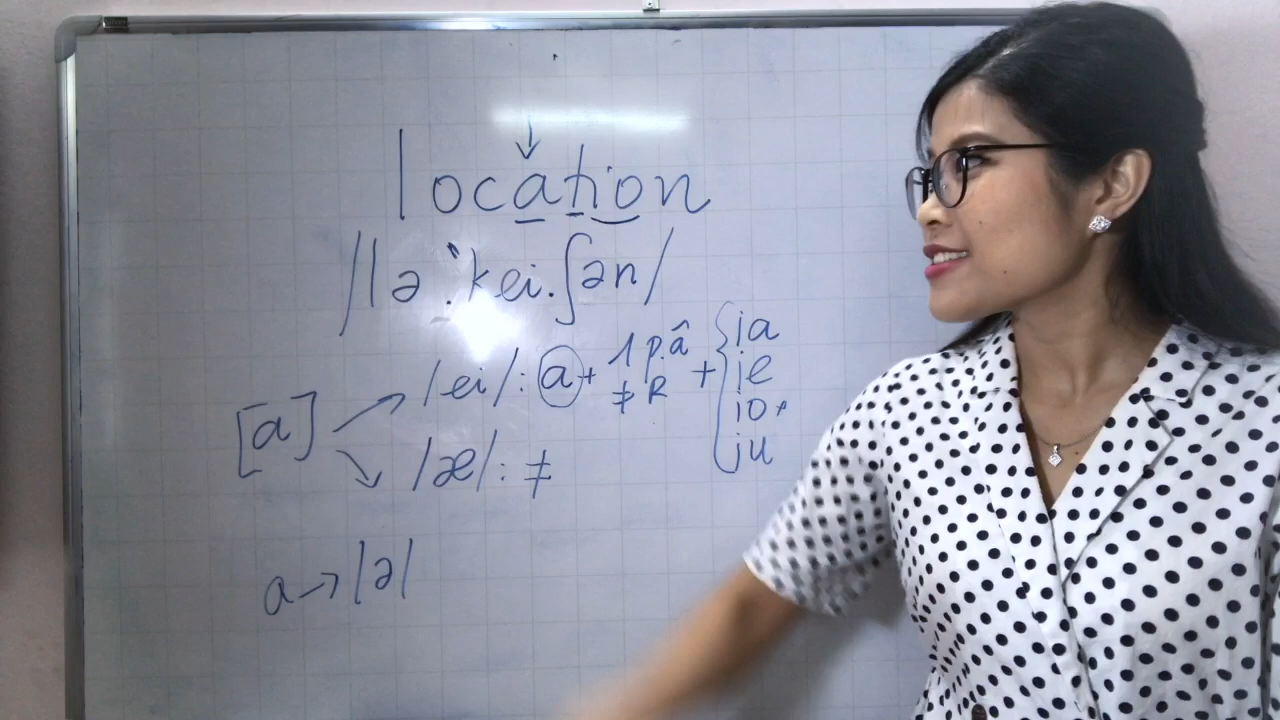 location
/lə.ˈkei.ʃən/
[a]
/ei/: a + 1 p.â ≠ R + { ia
ie
io
iu
/æ/: ≠
a → /ə/